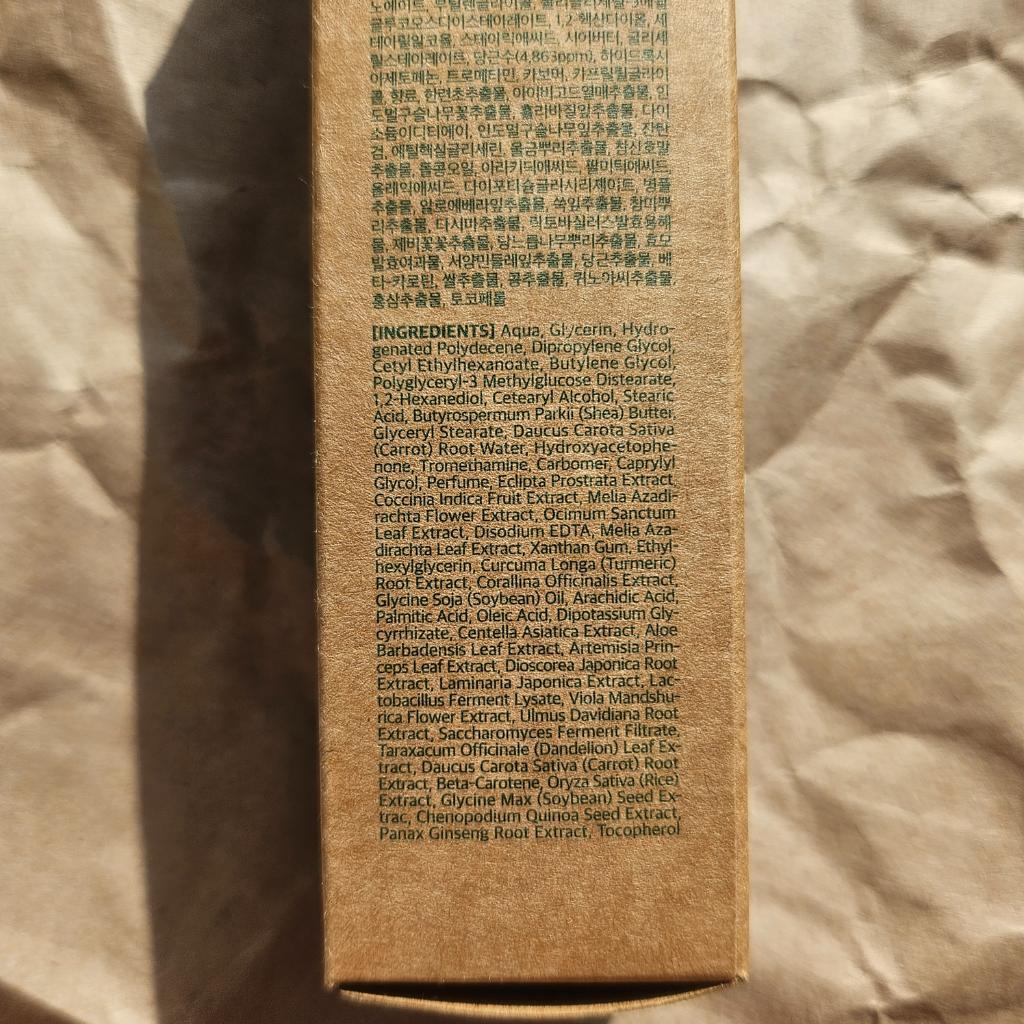 글루코오스디스테아레이트, 1,2-헥산다이올, 세
테아릴알코올, 스테아릭애씨드, 시어버터, 글리세
릴스테아레이트, 당근수(4,863ppm), 하이드록시
아세토페논, 트로메타민, 카보머, 카프릴릴글라이
콜, 향료, 한련초추출물, 아이비고드열매추출물, 인
도멀구슬나무꽃추출물, 홀리바질잎추출물, 다이
소듐이디티에이, 인도멀구슬나무잎추출물, 잔탄
검, 에틸헥실글리세린, 울금뿌리추출물, 참산호말
추출물, 콩오일, 아라키딕애씨드, 팔미틱애씨드,
올레익애씨드, 다이포타슘글리시리제이트, 병풀
추출물, 알로에베라잎추출물, 쑥잎추출물, 참마뿌
리추출물, 다시마추출물, 락토바실러스발효용해
물, 제비꽃꽃추출물, 당느릅나무뿌리추출물, 효모
발효여과물, 서양민들레잎추출물, 당근추출물, 베
타-카로틴, 쌀추출물, 콩추출물, 퀴노아씨추출물,
홍삼추출물, 토코페롤
[INGREDIENTS] Aqua, Glycerin, Hydro-
genated Polydecene, Dipropylene Glycol,
Cetyl Ethylhexanoate, Butylene Glycol,
Polyglyceryl-3 Methylglucose Distearate,
1,2-Hexanediol, Cetearyl Alcohol, Stearic
Acid, Butyrospermum Parkii (Shea) Butter,
Glyceryl Stearate, Daucus Carota Sativa
(Carrot) Root Water, Hydroxyacetophe-
none, Tromethamine, Carbomer, Caprylyl
Glycol, Perfume, Eclipta Prostrata Extract,
Coccinia Indica Fruit Extract, Melia Azadi-
rachta Flower Extract, Ocimum Sanctum
Leaf Extract, Disodium EDTA, Melia Aza-
dirachta Leaf Extract, Xanthan Gum, Ethyl-
hexylglycerin, Curcuma Longa (Turmeric)
Root Extract, Corallina Officinalis Extract,
Glycine Soja (Soybean) Oil, Arachidic Acid,
Palmitic Acid, Oleic Acid, Dipotassium Gly-
cyrrhizate, Centella Asiatica Extract, Aloe
Barbadensis Leaf Extract, Artemisia Prin-
ceps Leaf Extract, Dioscorea Japonica Root
Extract, Laminaria Japonica Extract, Lac-
tobacillus Ferment Lysate, Viola Mandshu-
rica Flower Extract, Ulmus Davidiana Root
Extract, Saccharomyces Ferment Filtrate,
Taraxacum Officinale (Dandelion) Leaf Ex-
tract, Daucus Carota Sativa (Carrot) Root
Extract, Beta-Carotene, Oryza Sativa (Rice)
Extract, Glycine Max (Soybean) Seed Ex-
trac, Chenopodium Quinoa Seed Extract,
Panax Ginseng Root Extract, Tocopherol